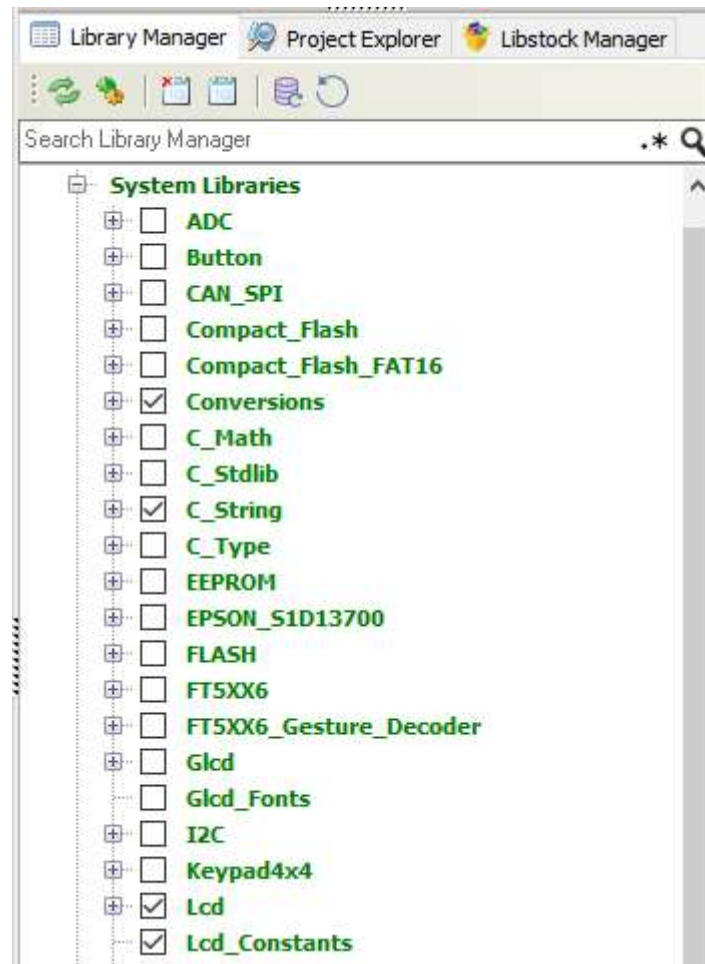 Library Manager Project Explorer Libstock Manager
Search Library Manager .*
System Libraries
ADC
Button
CAN_SPI
Compact_Flash
Compact_Flash_FAT16
Conversions
C_Math
C_Stdlib
C_String
C_Type
EEPROM
EPSON_S1D13700
FLASH
FT5XX6
FT5XX6_Gesture_Decoder
Glcd
Glcd_Fonts
I2C
Keypad4x4
Lcd
Lcd_Constants